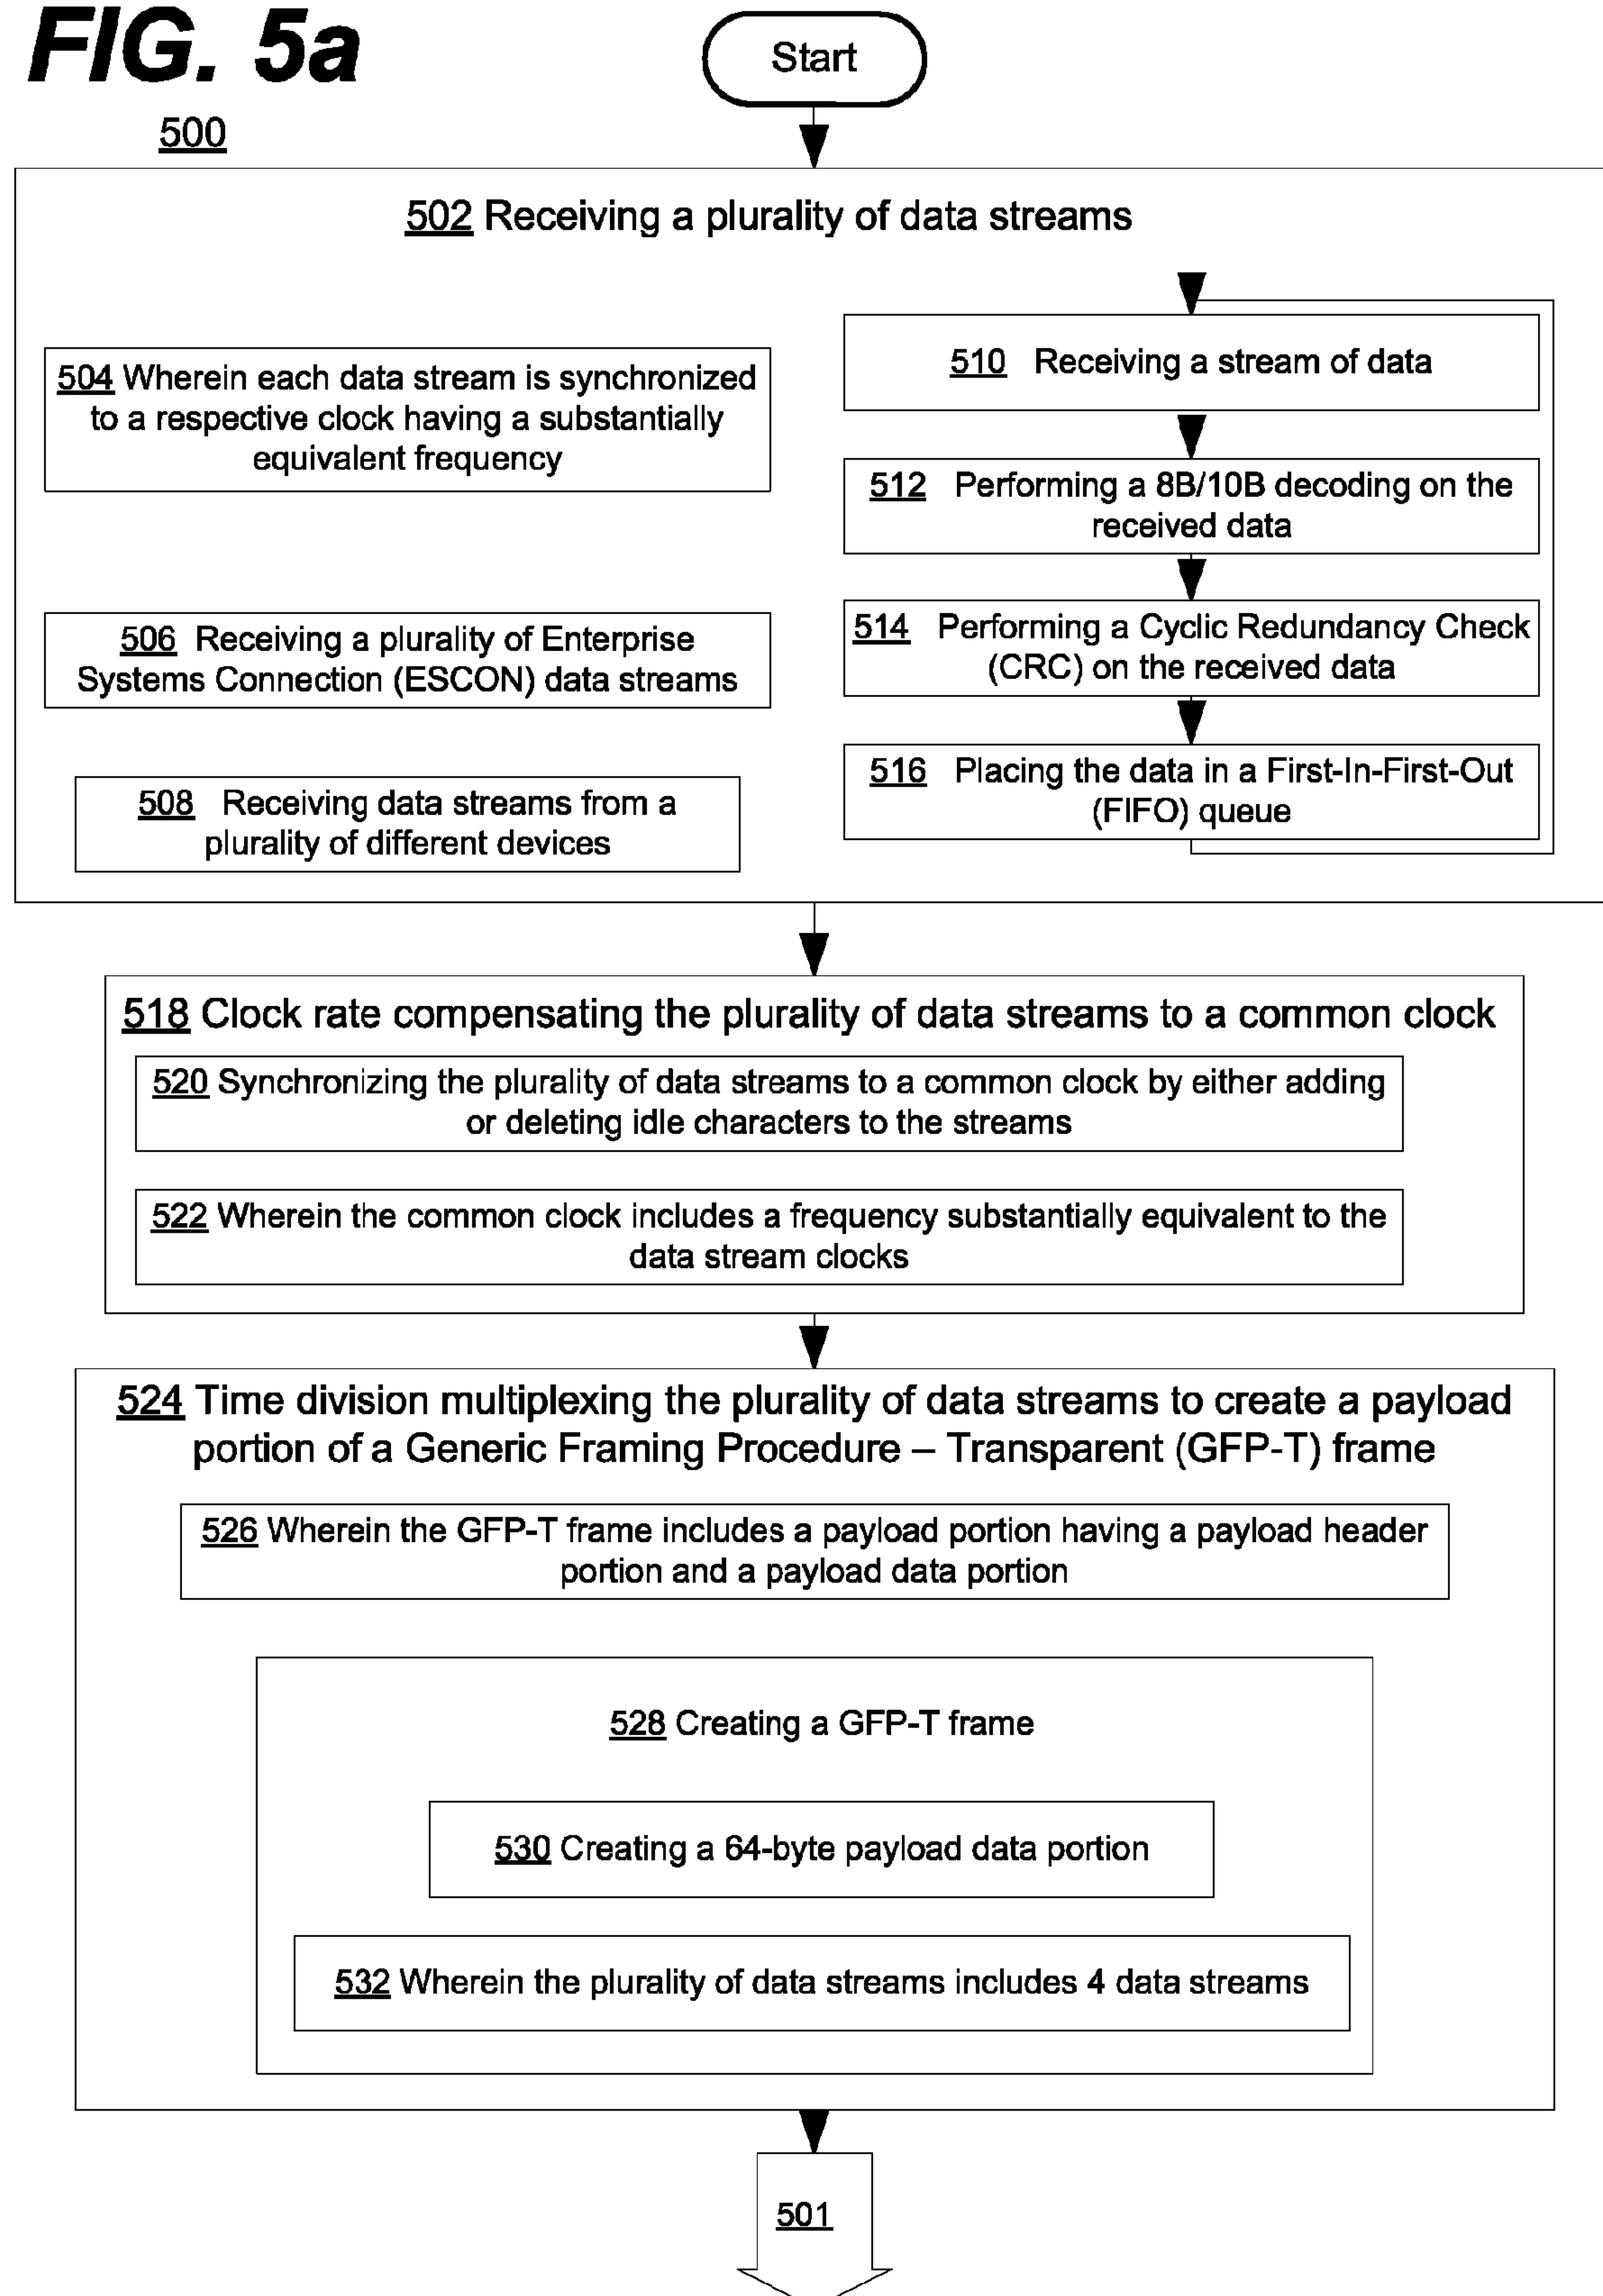 FIG. 5a
Start
500
502 Receiving a plurality of data streams
504 Wherein each data stream is synchronized
to a respective clock having a substantially
equivalent frequency
506 Receiving a plurality of Enterprise
Systems Connection (ESCON) data streams
508 Receiving data streams from a
plurality of different devices
510 Receiving a stream of data
512 Performing a 8B/10B decoding on the
received data
514 Performing a Cyclic Redundancy Check
(CRC) on the received data
516 Placing the data in a First-In-First-Out
(FIFO) queue
518 Clock rate compensating the plurality of data streams to a common clock
520 Synchronizing the plurality of data streams to a common clock by either adding
or deleting idle characters to the streams
522 Wherein the common clock includes a frequency substantially equivalent to the
data stream clocks
524 Time division multiplexing the plurality of data streams to create a payload
portion of a Generic Framing Procedure – Transparent (GFP-T) frame
526 Wherein the GFP-T frame includes a payload portion having a payload header
portion and a payload data portion
528 Creating a GFP-T frame
530 Creating a 64-byte payload data portion
532 Wherein the plurality of data streams includes 4 data streams
501